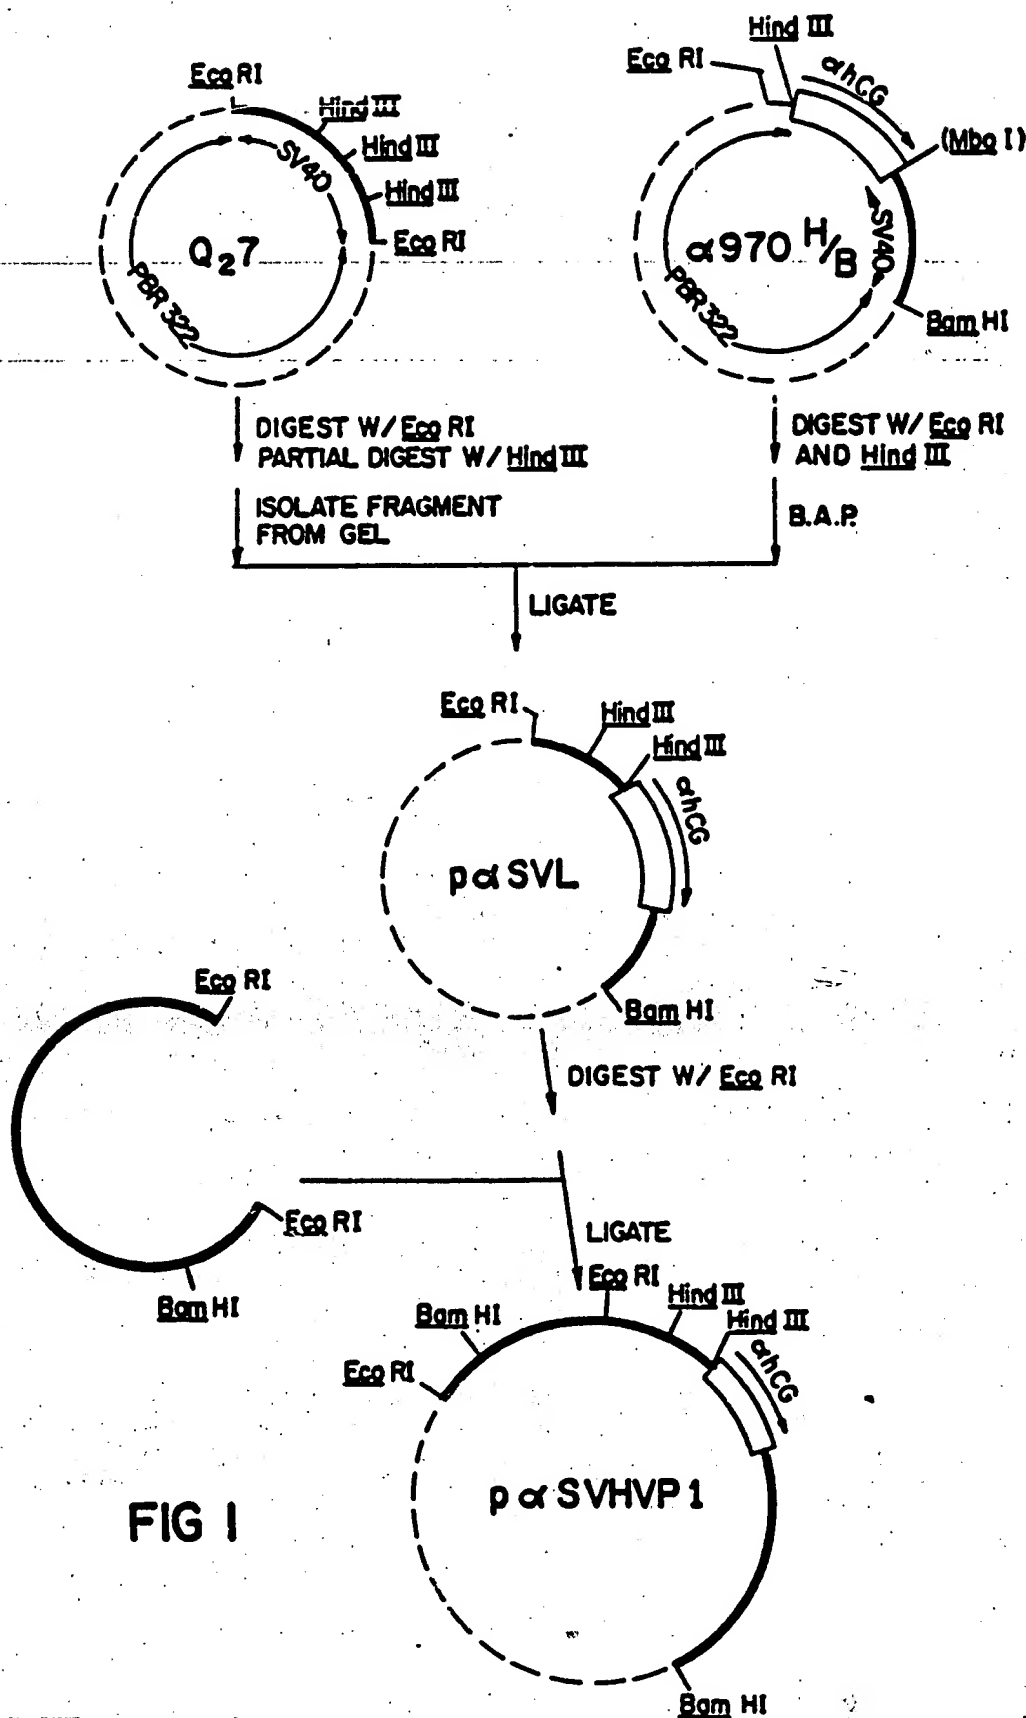 Hind III
Eco RI
αhCG
(Mbo I)
SV40
α970 H/B
PBR 322
Bam HI
Eco RI
Hind III
Hind III
Hind III
SV40
Eco RI
Q27
PBR 322
DIGEST W/ Eco RI
PARTIAL DIGEST W/ Hind III
ISOLATE FRAGMENT
FROM GEL
DIGEST W/ Eco RI
AND Hind III
B.A.P.
LIGATE
Eco RI
Hind III
Hind III
αhCG
pαSVL
Bam HI
DIGEST W/ Eco RI
Eco RI
Eco RI
Bam HI
LIGATE
Eco RI
Hind III
Bam HI
Hind III
Eco RI
αhCG
pαSVHVP1
Bam HI
FIG 1